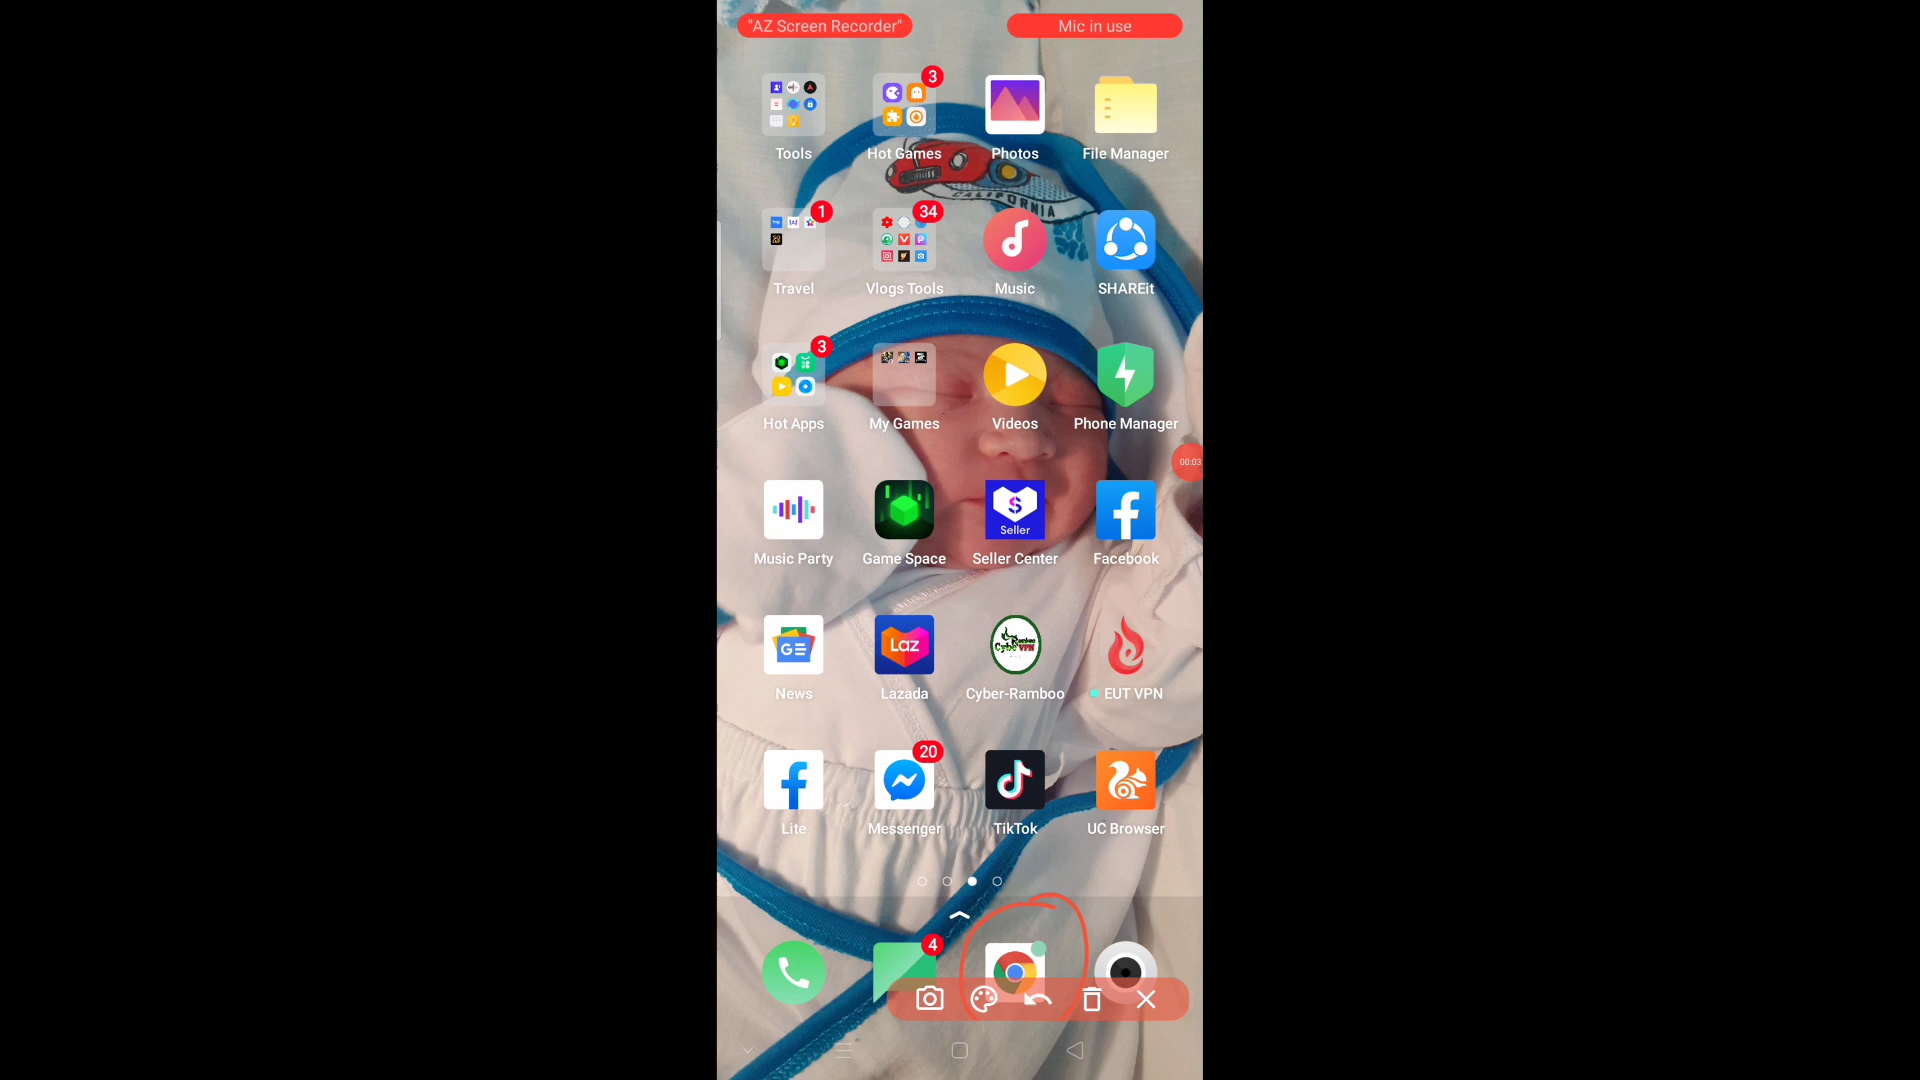 "AZ Screen Recorder" Mic in use
3
Tools Hot Games Photos File Manager
CALIFORNIA
1 34
Travel Vlogs Tools Music SHAREit
3
Hot Apps My Games Videos Phone Manager
00:03
$
Seller
Music Party Game Space Seller Center Facebook
GE Laz
News Lazada Cyber-Ramboo EUT VPN
20
Lite Messenger TikTok UC Browser
4